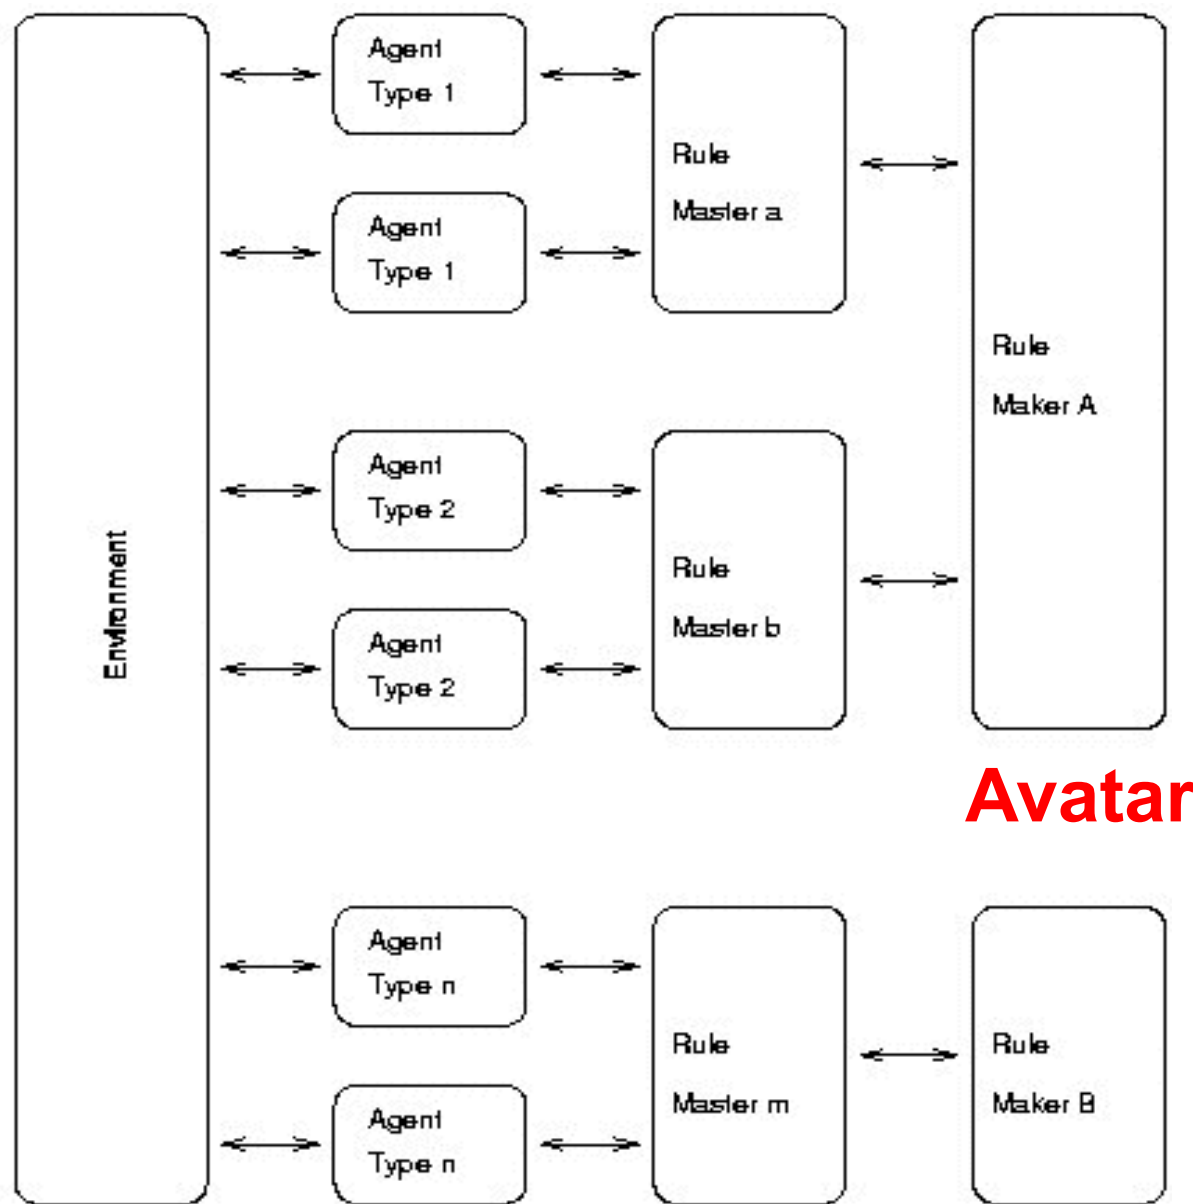 Environment
Agent
Type 1
Agent
Type 1
Rule
Master a
Agent
Type 2
Agent
Type 2
Rule
Master b
Rule
Maker A
Avatar
Agent
Type n
Agent
Type n
Rule
Master m
Rule
Maker B